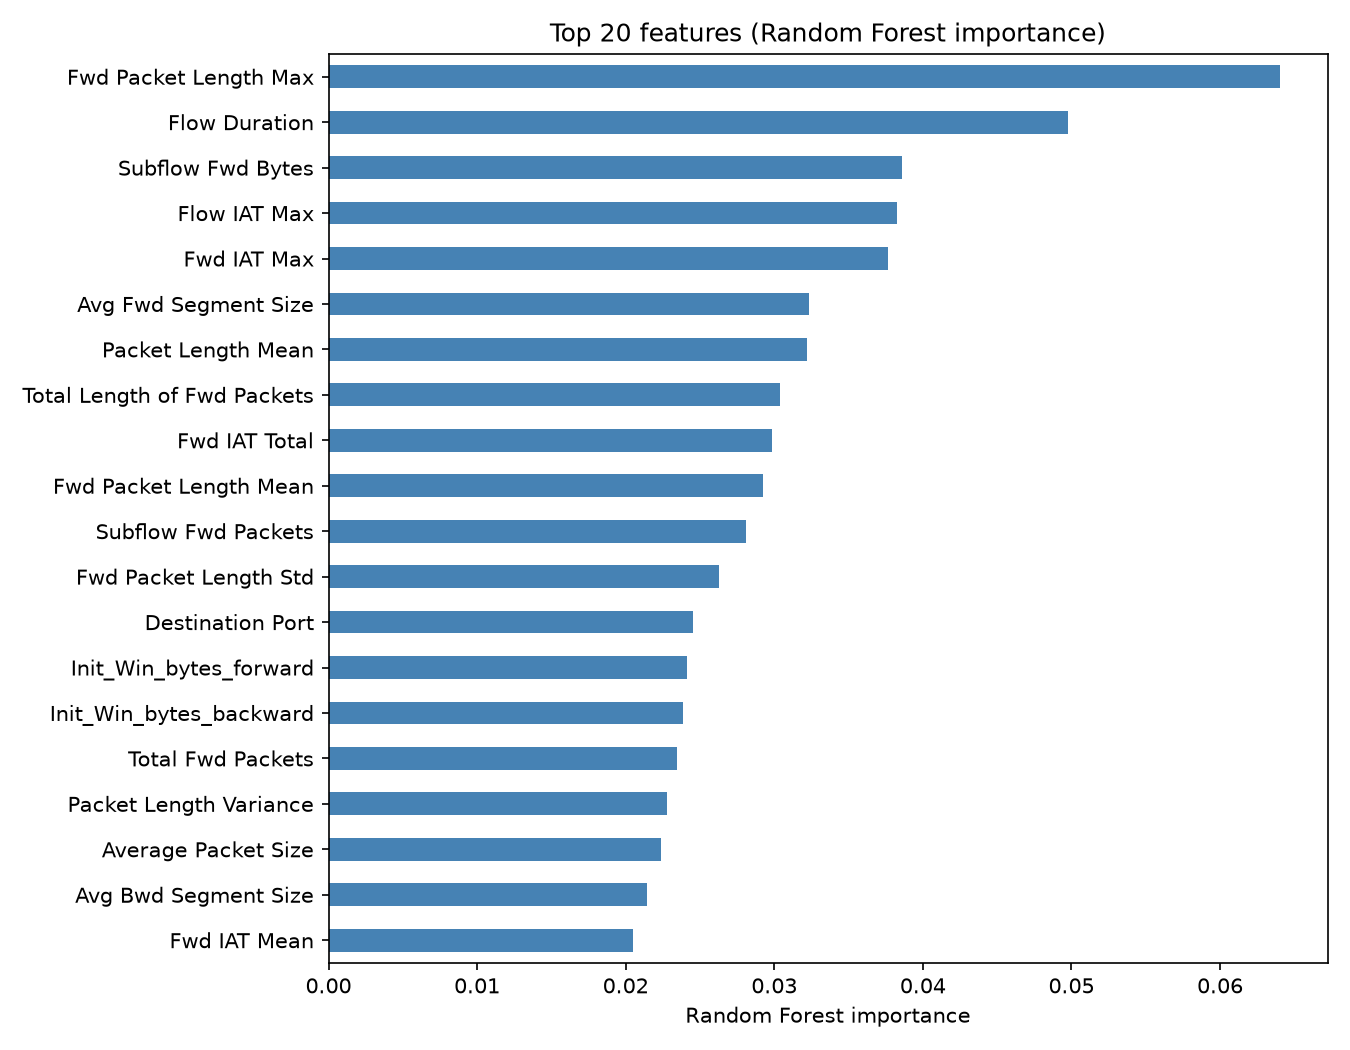 Top 20 features (Random Forest importance)
Fwd Packet Length Max
Flow Duration
Subflow Fwd Bytes
Flow IAT Max
Fwd IAT Max
Avg Fwd Segment Size
Packet Length Mean
Total Length of Fwd Packets
Fwd IAT Total
Fwd Packet Length Mean
Subflow Fwd Packets
Fwd Packet Length Std
Destination Port
Init_Win_bytes_forward
Init_Win_bytes_backward
Total Fwd Packets
Packet Length Variance
Average Packet Size
Avg Bwd Segment Size
Fwd IAT Mean
0.00 0.01 0.02 0.03 0.04 0.05 0.06
Random Forest importance